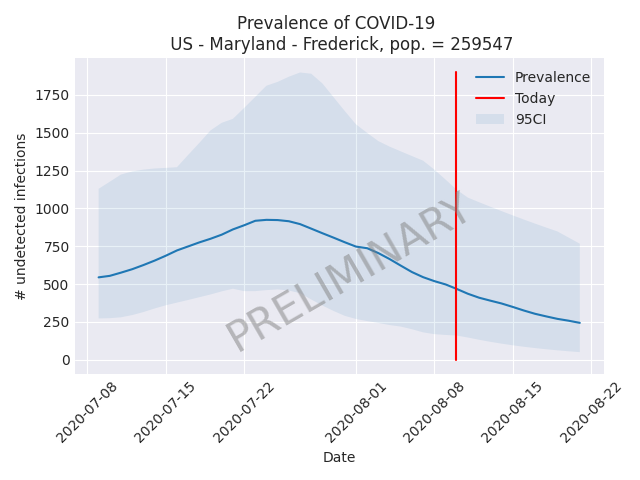 Prevalence of COVID-19
US - Maryland - Frederick, pop. = 259547
# undetected infections
1750
1500
1250
1000
750
500
250
0
Prevalence
Today
95CI
PRELIMINARY
2020-07-08
2020-07-15
2020-07-22
2020-08-01
2020-08-08
2020-08-15
2020-08-22
Date